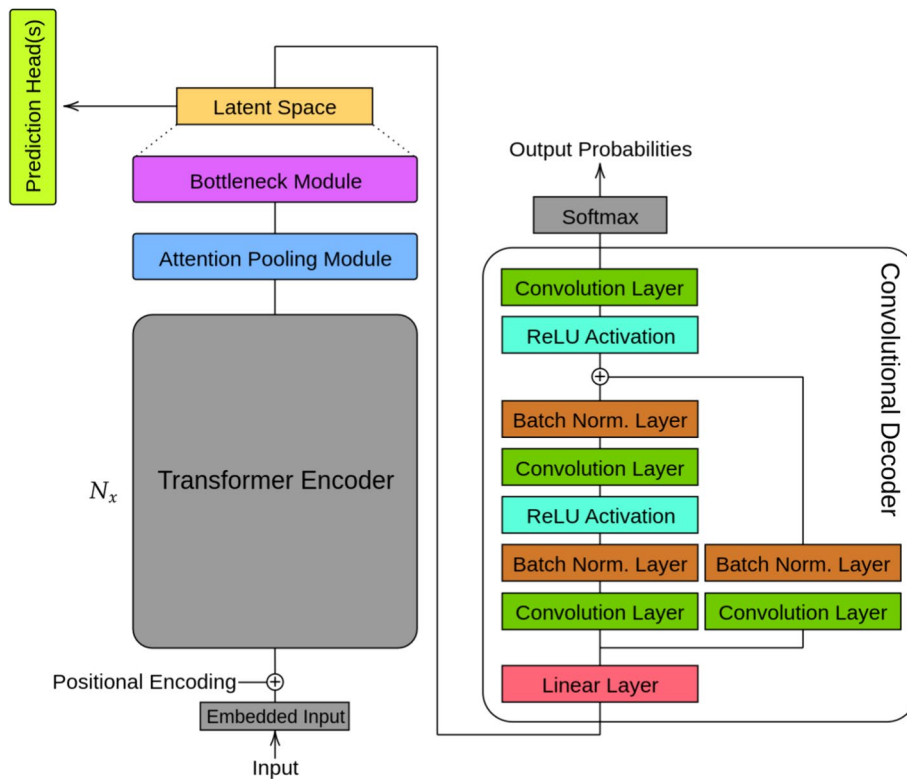 Prediction Head(s)
Latent Space
Bottleneck Module
Attention Pooling Module
Transformer Encoder
Nx
Positional Encoding
Embedded Input
Input
Output Probabilities
Softmax
Convolutional Decoder
Convolution Layer
ReLU Activation
Batch Norm. Layer
Convolution Layer
ReLU Activation
Batch Norm. Layer
Batch Norm. Layer
Convolution Layer
Convolution Layer
Linear Layer